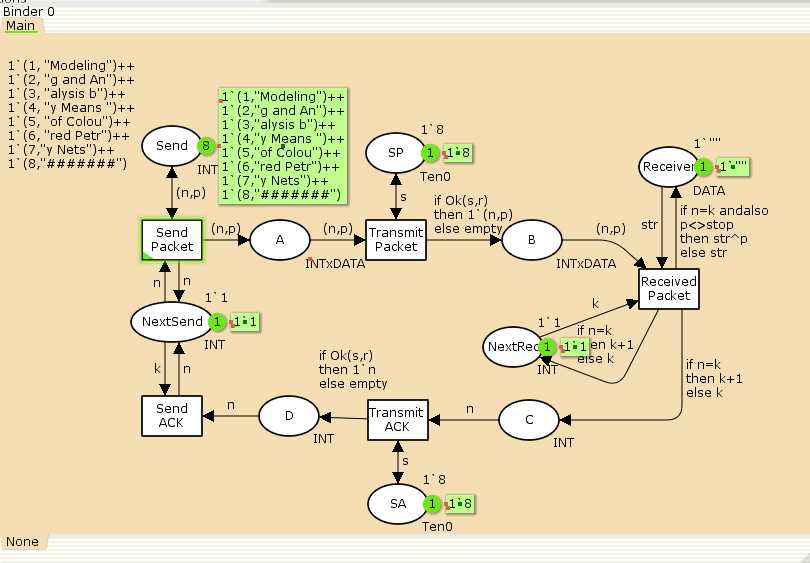 Binder 0
Main
1`(1, "Modeling")++
1`(2, "g and An")++
1`(3, "alysis b")++
1`(4, "y Means ")++
1`(5, "of Colou")++
1`(6, "red Petr")++
1`(7,"y Nets")++
1`(8,"#######")
Send
8
INT
1`(1,"Modeling")++
1`(2,"g and An")++
1`(3,"alysis b")++
1`(4,"y Means ")++
1`(5,"of Colou")++
1`(6,"red Petr")++
1`(7,"y Nets")++
1`(8,"#######")
1`8
SP
1
1`8
Ten0
1`""
Receiver
1
1`""
DATA
(n,p)
s
if Ok(s,r)
then 1`(n,p)
else empty
str
if n=k andalso
p<>stop
then str^p
else str
Send
Packet
(n,p)
A
(n,p)
INTxDATA
Transmit
Packet
B
(n,p)
INTxDATA
Received
Packet
n
n
1`1
NextSend
1
1`1
INT
k
1`1
NextRec
1
1`1
INT
if n=k
then k+1
else k
k
n
if Ok(s,r)
then 1`n
else empty
if n=k
then k+1
else k
Send
ACK
n
D
INT
Transmit
ACK
n
C
INT
s
1`8
SA
1
1`8
Ten0
None